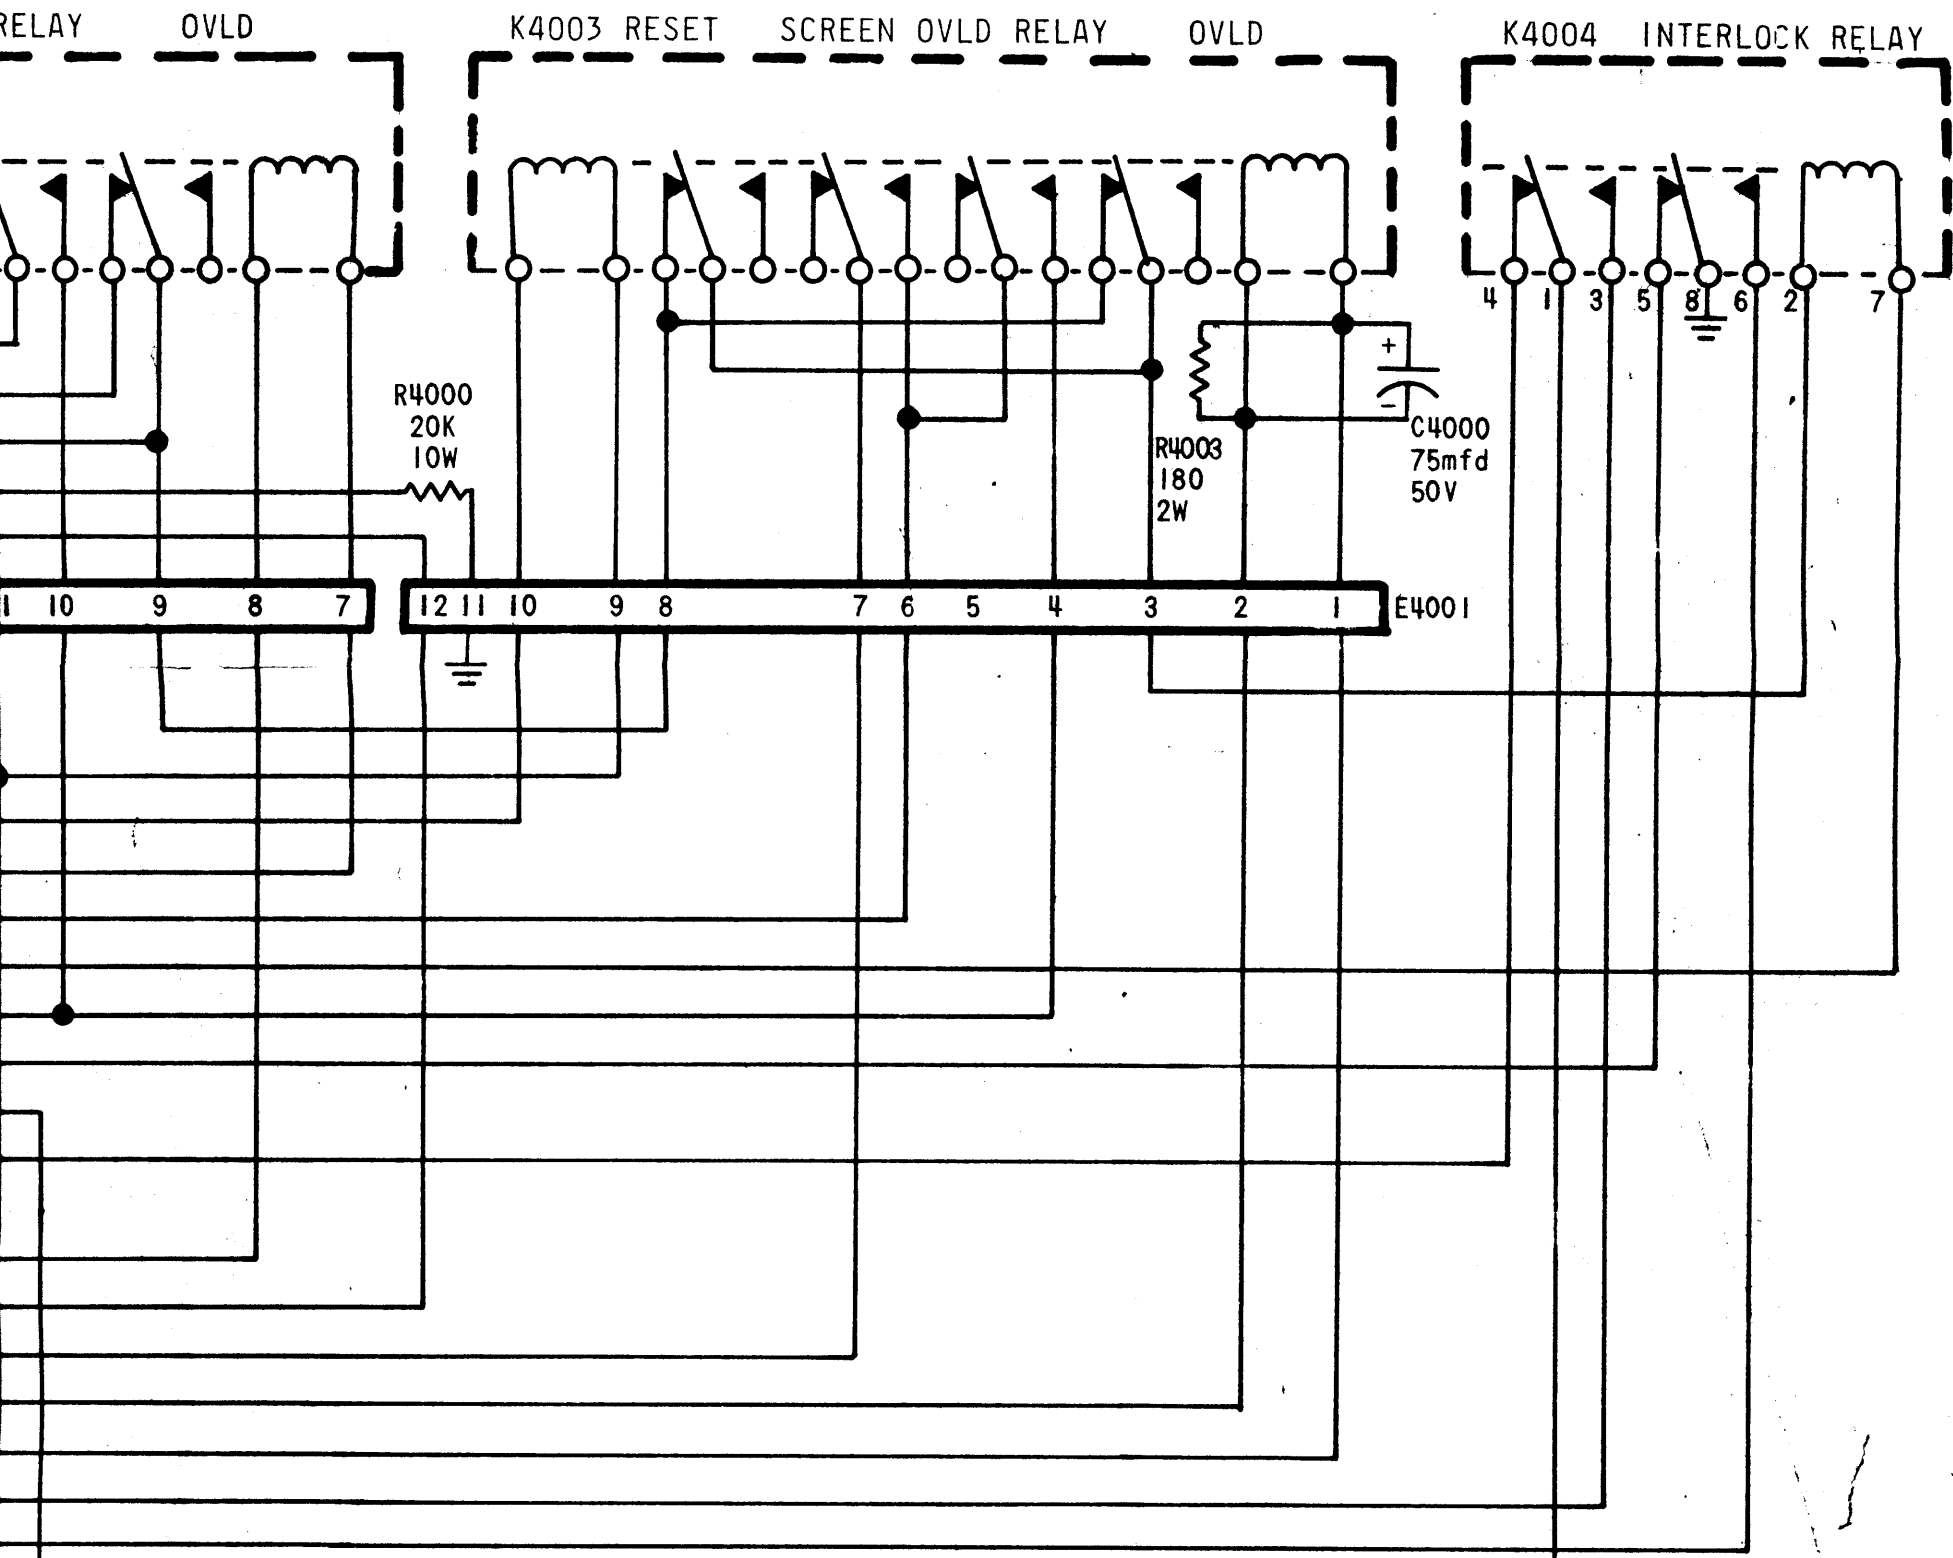 RELAY OVLD K4003 RESET SCREEN OVLD RELAY OVLD K4004 INTERLOCK RELAY
4 1 3 5 8 6 2 7
+
-
R4000
20K
10W
R4003
180
2W
C4000
75mfd
50V
1 10 9 8 7
12 11 10 9 8 7 6 5 4 3 2 1 E4001